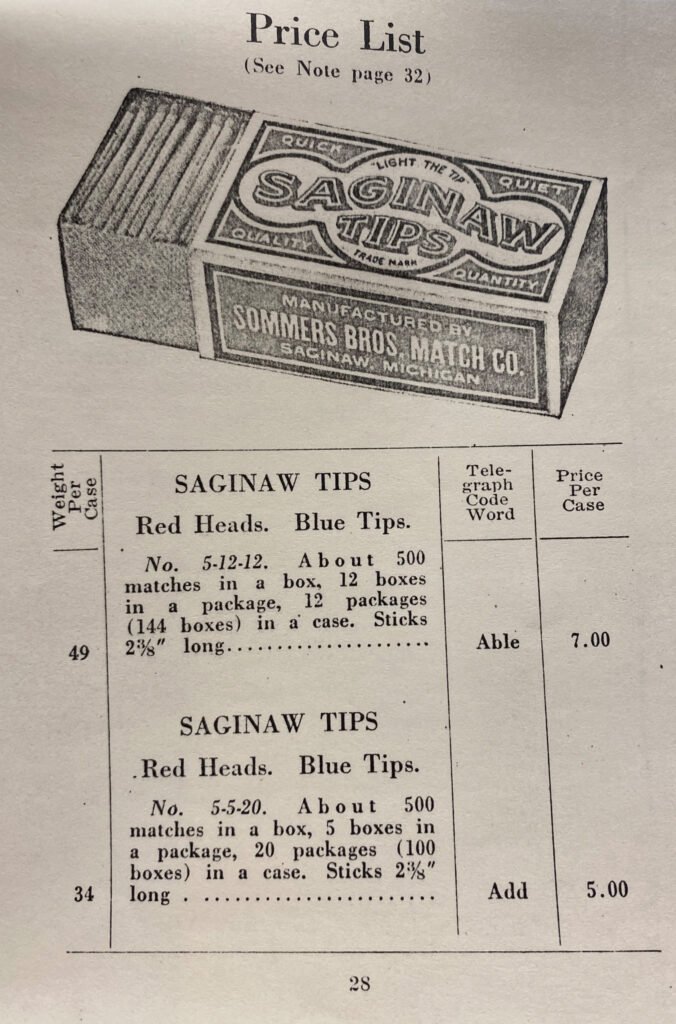 Price List
(See Note page 32)
QUICK
"LIGHT THE TIP"
QUIET
SAGINAW
TIPS
TRADE MARK
QUALITY
QUANTITY
MANUFACTURED BY
SOMMERS BROS. MATCH CO.
SAGINAW, MICHIGAN
Weight
Per
Case
SAGINAW TIPS
Red Heads. Blue Tips.
Tele-
graph
Code
Word
Price
Per
Case
No. 5-12-12. About 500
matches in a box, 12 boxes
in a package, 12 packages
(144 boxes) in a case. Sticks
49 2⅜" long..................... Able 7.00
SAGINAW TIPS
Red Heads. Blue Tips.
No. 5-5-20. About 500
matches in a box, 5 boxes in
a package, 20 packages (100
boxes) in a case. Sticks 2⅜"
34 long . ....................... Add 5.00
28